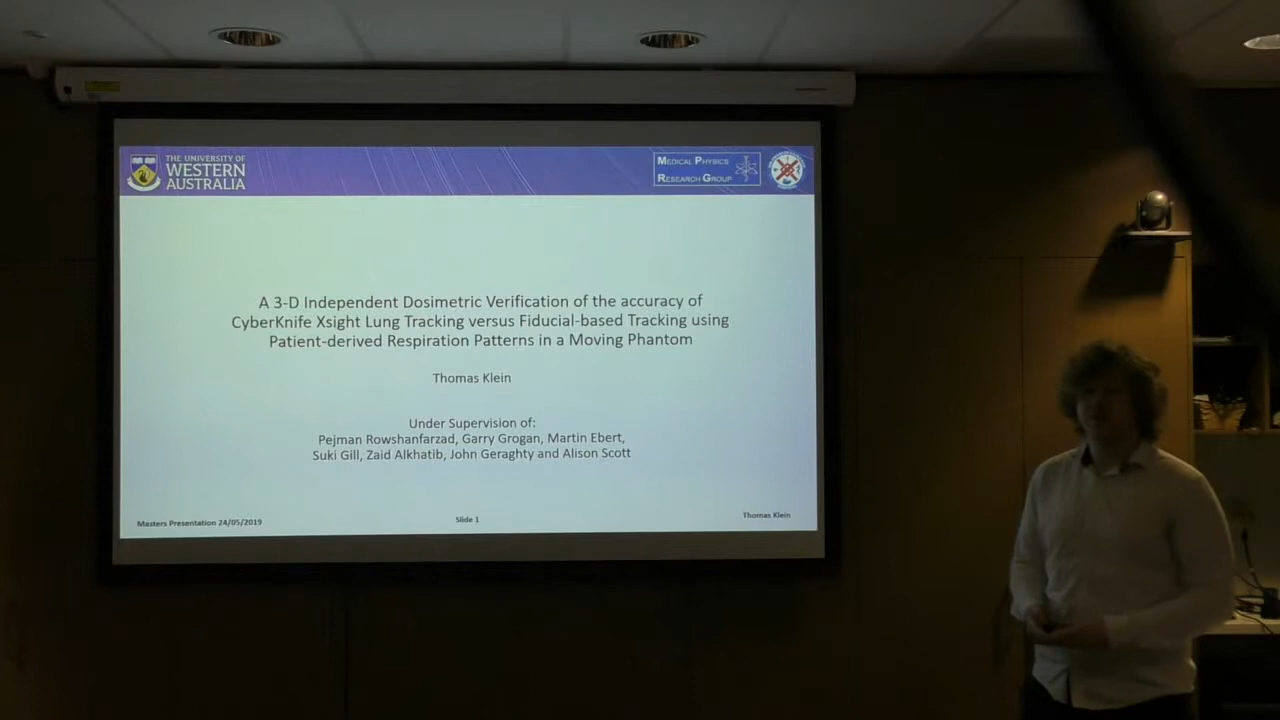 THE UNIVERSITY OF
WESTERN
AUSTRALIA
MEDICAL PHYSICS
RESEARCH GROUP
A 3-D Independent Dosimetric Verification of the accuracy of
CyberKnife Xsight Lung Tracking versus Fiducial-based Tracking using
Patient-derived Respiration Patterns in a Moving Phantom
Thomas Klein
Under Supervision of:
Pejman Rowshanfarzad, Garry Grogan, Martin Ebert,
Suki Gill, Zaid Alkhatib, John Geraghty and Alison Scott
Masters Presentation 24/05/2019
Slide 1
Thomas Klein